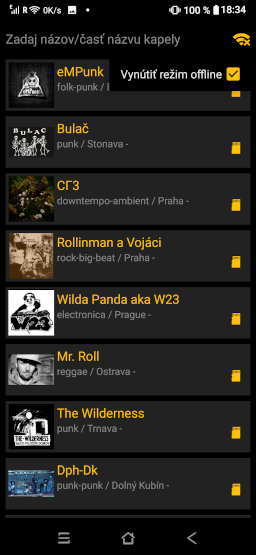 R 0K/s 100 % 18:34
Zadaj názov/časť názvu kapely
Vynútiť režim offline
eMPunk
folk-punk /
Bulač
punk / Stonava -
BULAČ
СГЗ
downtempo-ambient / Praha -
Rollinman a Vojáci
rock-big-beat / Praha -
Wilda Panda aka W23
electronica / Prague -
W23
Mr. Roll
reggae / Ostrava -
The Wilderness
punk / Trnava -
THE WILDERNESS
Dph-Dk
punk-punk / Dolný Kubín -